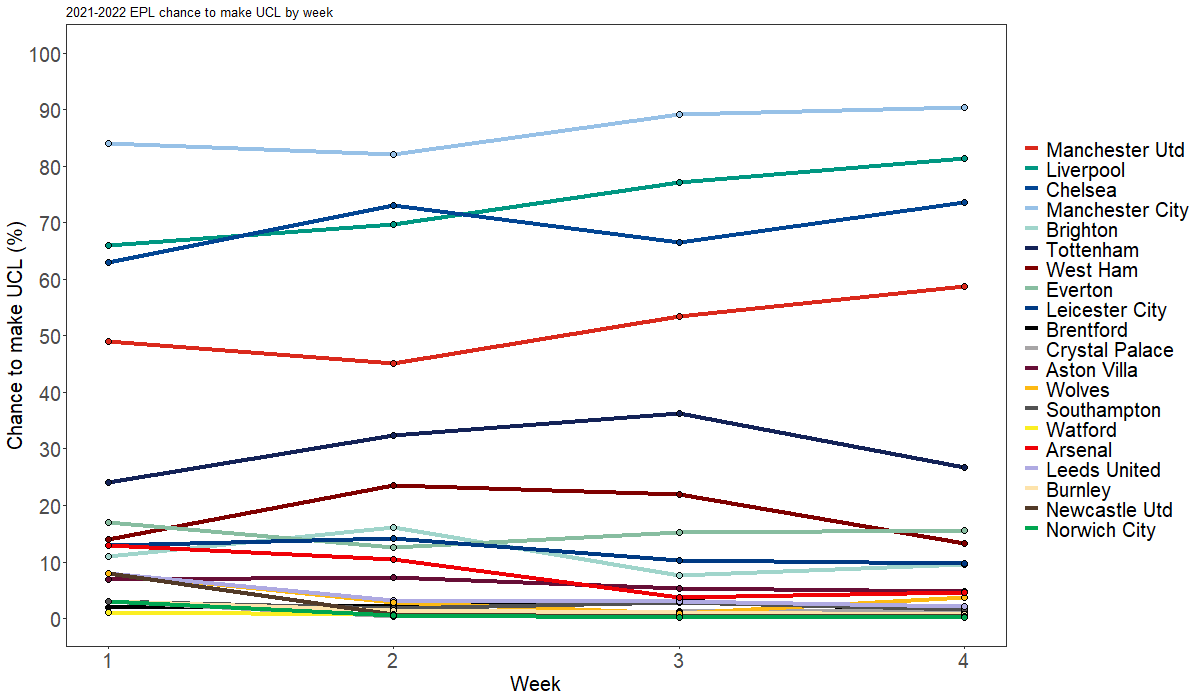 2021-2022 EPL chance to make UCL by week
Chance to make UCL (%)
100
90
80
70
60
50
40
30
20
10
0
1 2 3 4
Week
Manchester Utd
Liverpool
Chelsea
Manchester City
Brighton
Tottenham
West Ham
Everton
Leicester City
Brentford
Crystal Palace
Aston Villa
Wolves
Southampton
Watford
Arsenal
Leeds United
Burnley
Newcastle Utd
Norwich City